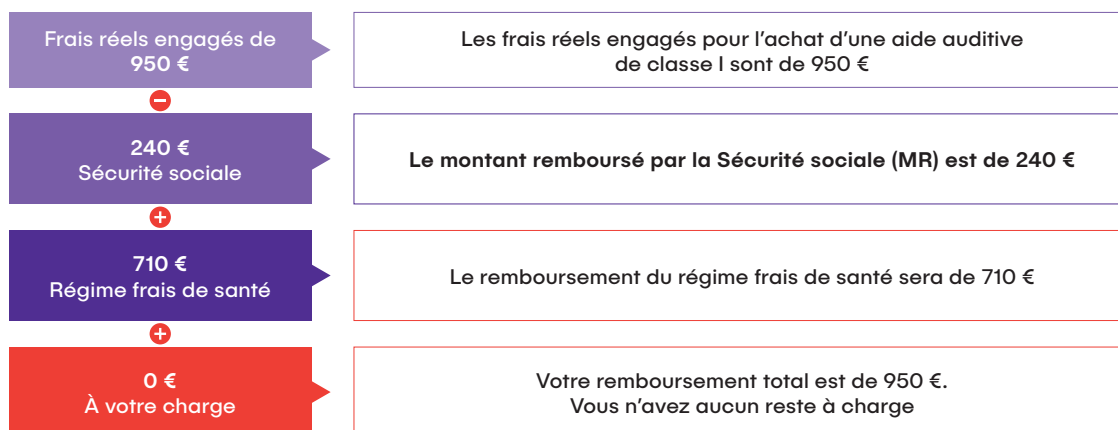 Frais réels engagés de
950 €
Les frais réels engagés pour l'achat d'une aide auditive
de classe I sont de 950 €
−
240 €
Sécurité sociale
Le montant remboursé par la Sécurité sociale (MR) est de 240 €
+
710 €
Régime frais de santé
Le remboursement du régime frais de santé sera de 710 €
+
0 €
À votre charge
Votre remboursement total est de 950 €.
Vous n'avez aucun reste à charge